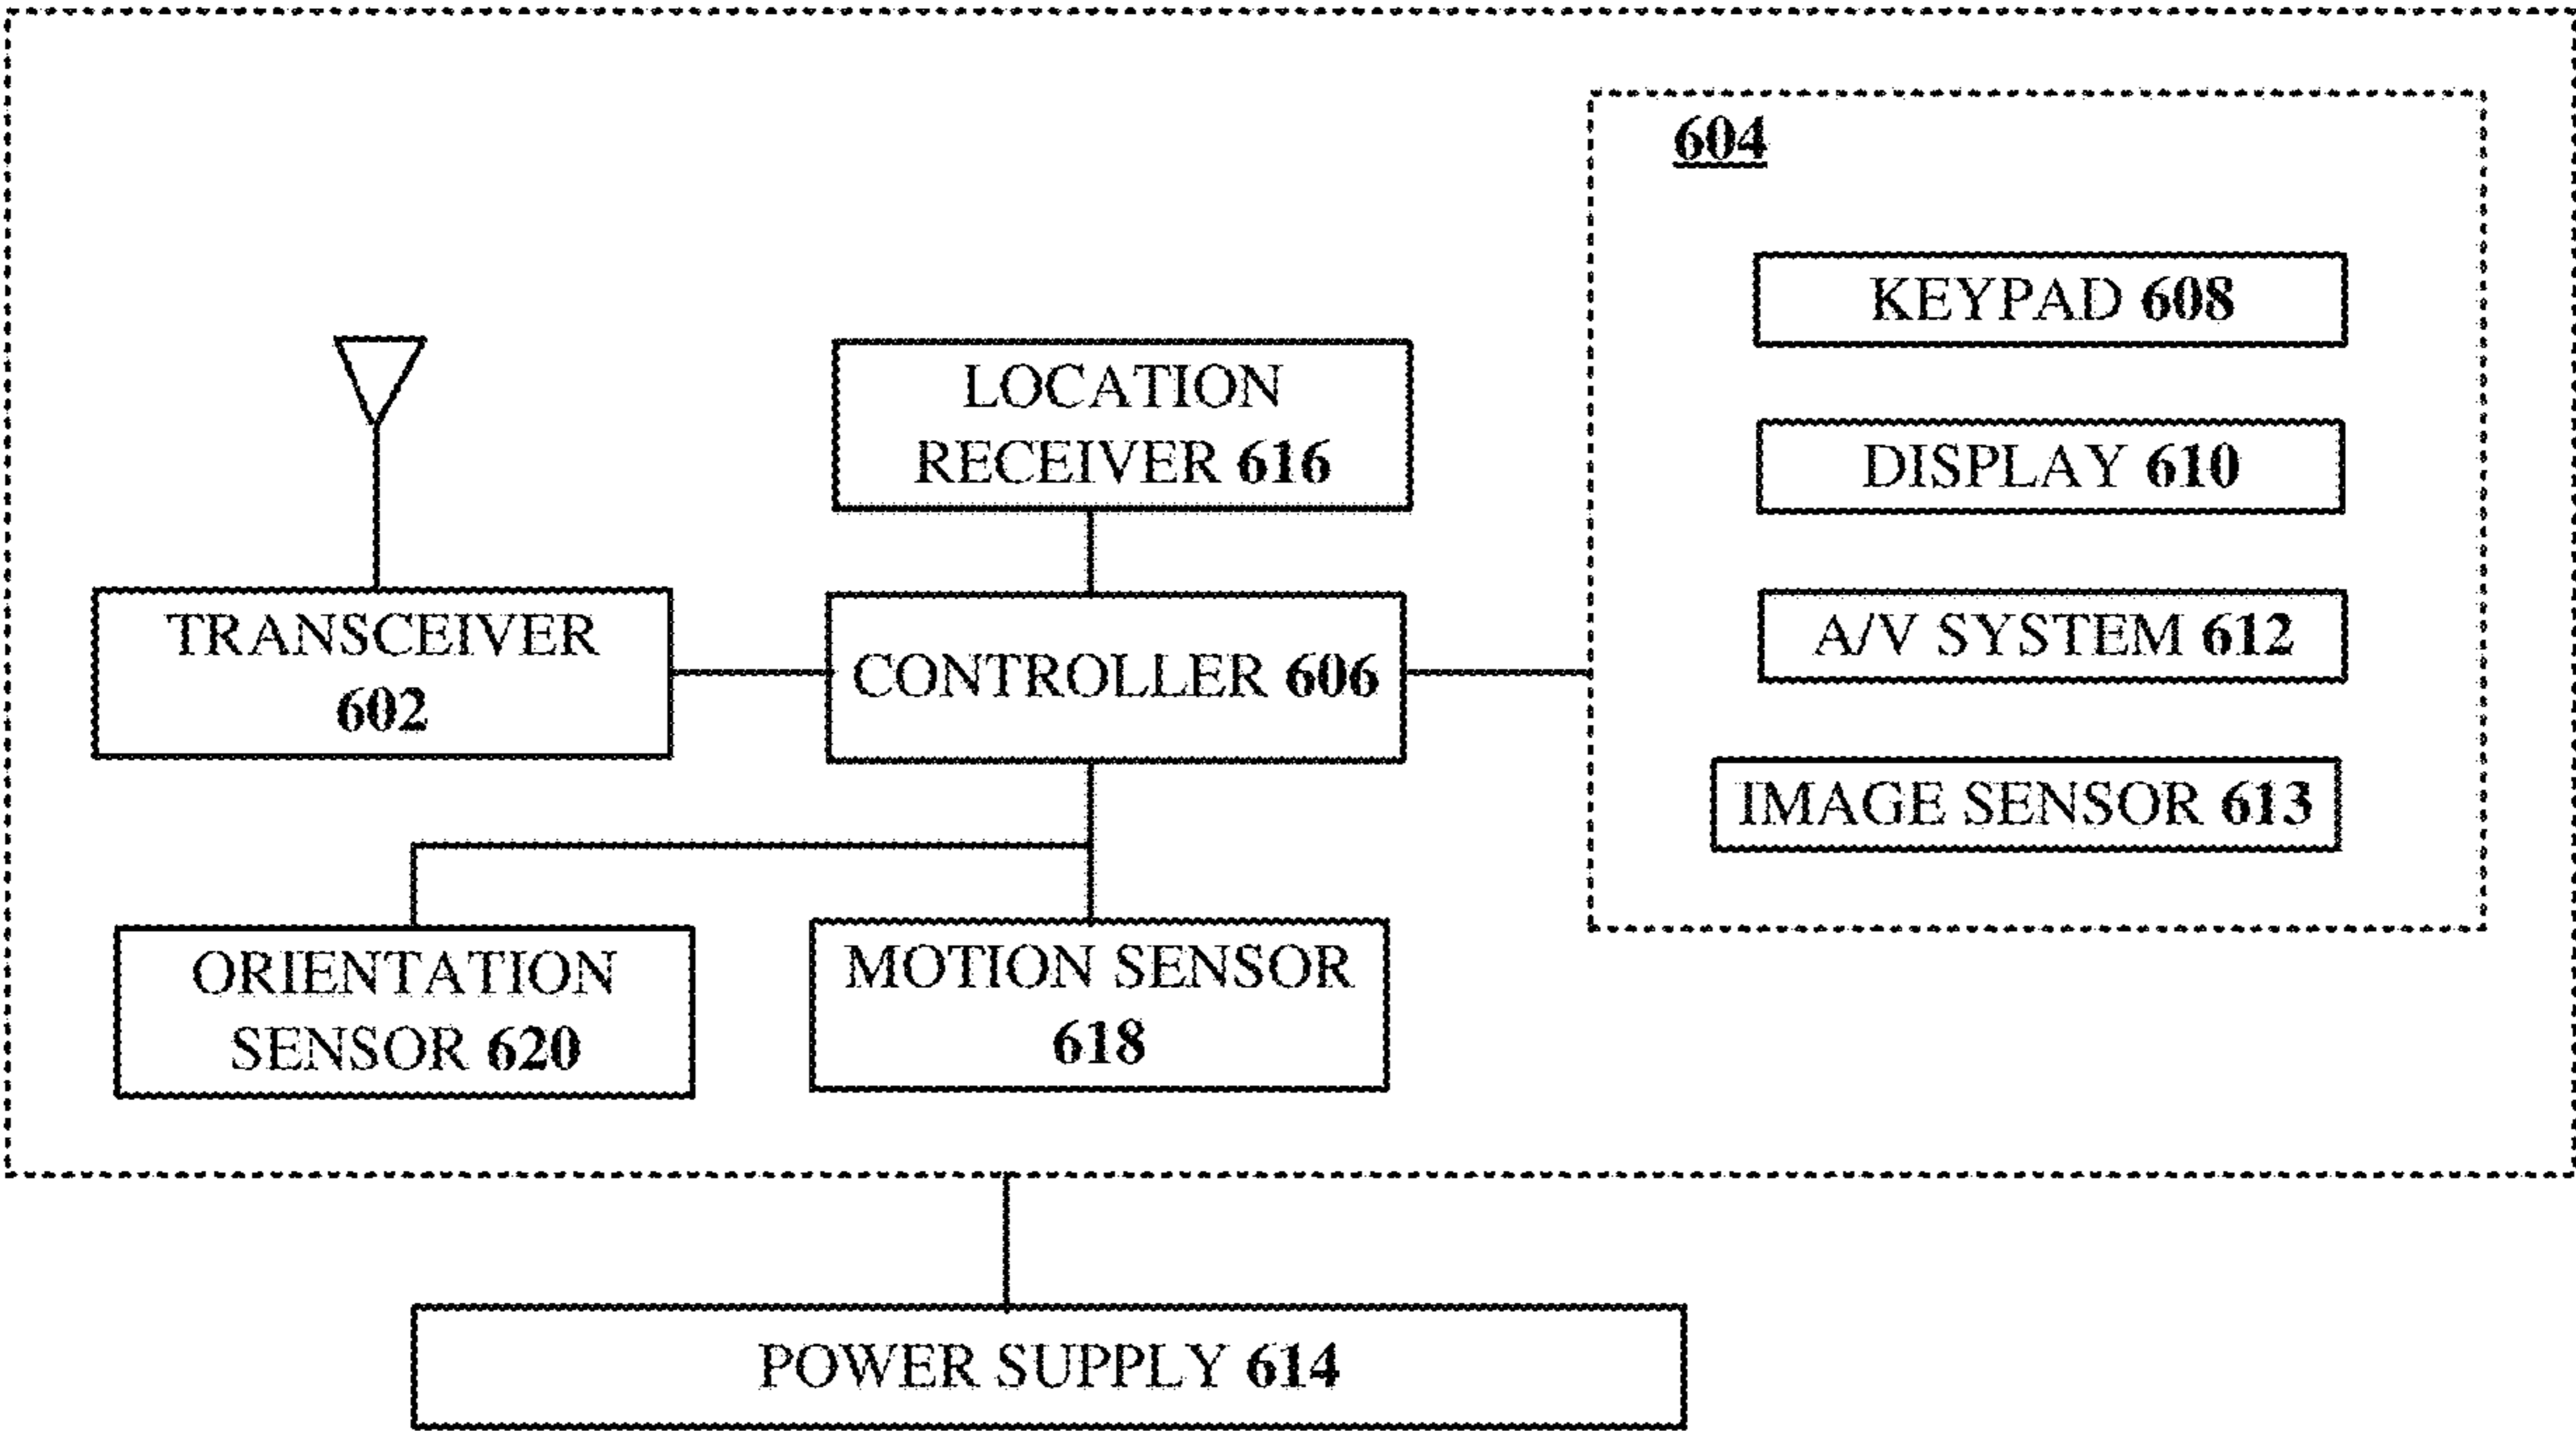 604
KEYPAD 608
LOCATION
RECEIVER 616
DISPLAY 610
TRANSCEIVER
602
CONTROLLER 606
A/V SYSTEM 612
IMAGE SENSOR 613
ORIENTATION
SENSOR 620
MOTION SENSOR
618
POWER SUPPLY 614